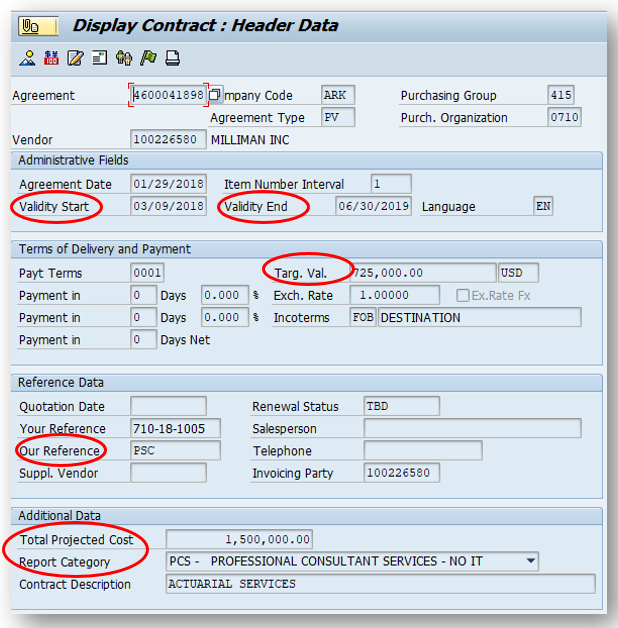 Display Contract : Header Data
Agreement 4600041898 mpany Code ARK Purchasing Group 415
Agreement Type PV Purch. Organization 0710
Vendor 100226580 MILLIMAN INC
Administrative Fields
Agreement Date 01/29/2018 Item Number Interval 1
Validity Start 03/09/2018 Validity End 06/30/2019 Language EN
Terms of Delivery and Payment
Payt Terms 0001 Targ. Val. 725,000.00 USD
Payment in 0 Days 0.000 % Exch. Rate 1.00000 Ex.Rate Fx
Payment in 0 Days 0.000 % Incoterms FOB DESTINATION
Payment in 0 Days Net
Reference Data
Quotation Date Renewal Status TBD
Your Reference 710-18-1005 Salesperson
Our Reference PSC Telephone
Suppl. Vendor Invoicing Party 100226580
Additional Data
Total Projected Cost 1,500,000.00
Report Category PCS - PROFESSIONAL CONSULTANT SERVICES - NO IT
Contract Description ACTUARIAL SERVICES